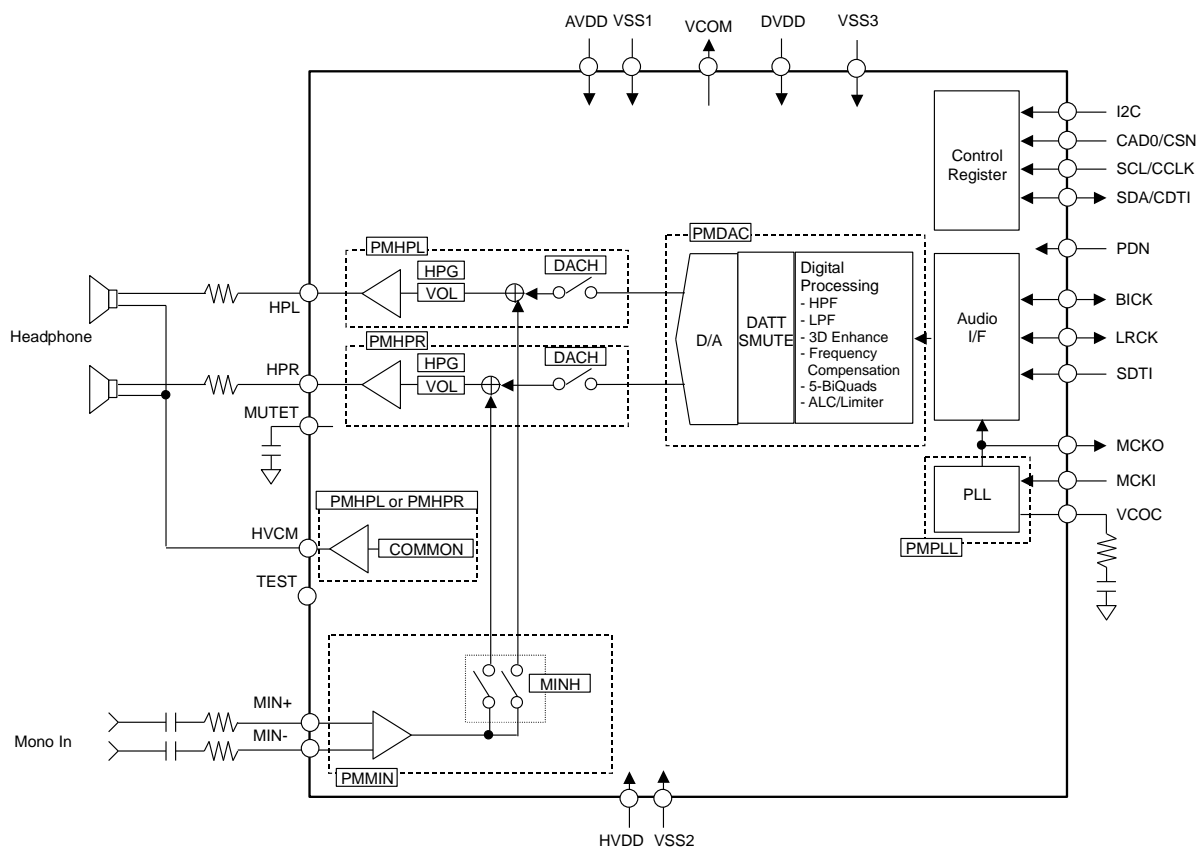 AVDD VSS1 VCOM DVDD VSS3
I2C
CAD0/CSN
SCL/CCLK
SDA/CDTI
Control
Register
PDN
PMHPL
HPG
VOL
DACH
PMDAC
D/A
DATT
SMUTE
Digital
Processing
- HPF
- LPF
- 3D Enhance
- Frequency
Compensation
- 5-BiQuads
- ALC/Limiter
Audio
I/F
BICK
LRCK
SDTI
HPL
Headphone
PMHPR
HPG
VOL
DACH
HPR
MUTET
MCKO
MCKI
VCOC
PLL
PMPLL
PMHPL or PMHPR
HVCM
COMMON
TEST
MINH
MIN+
MIN-
Mono In
PMMIN
HVDD VSS2